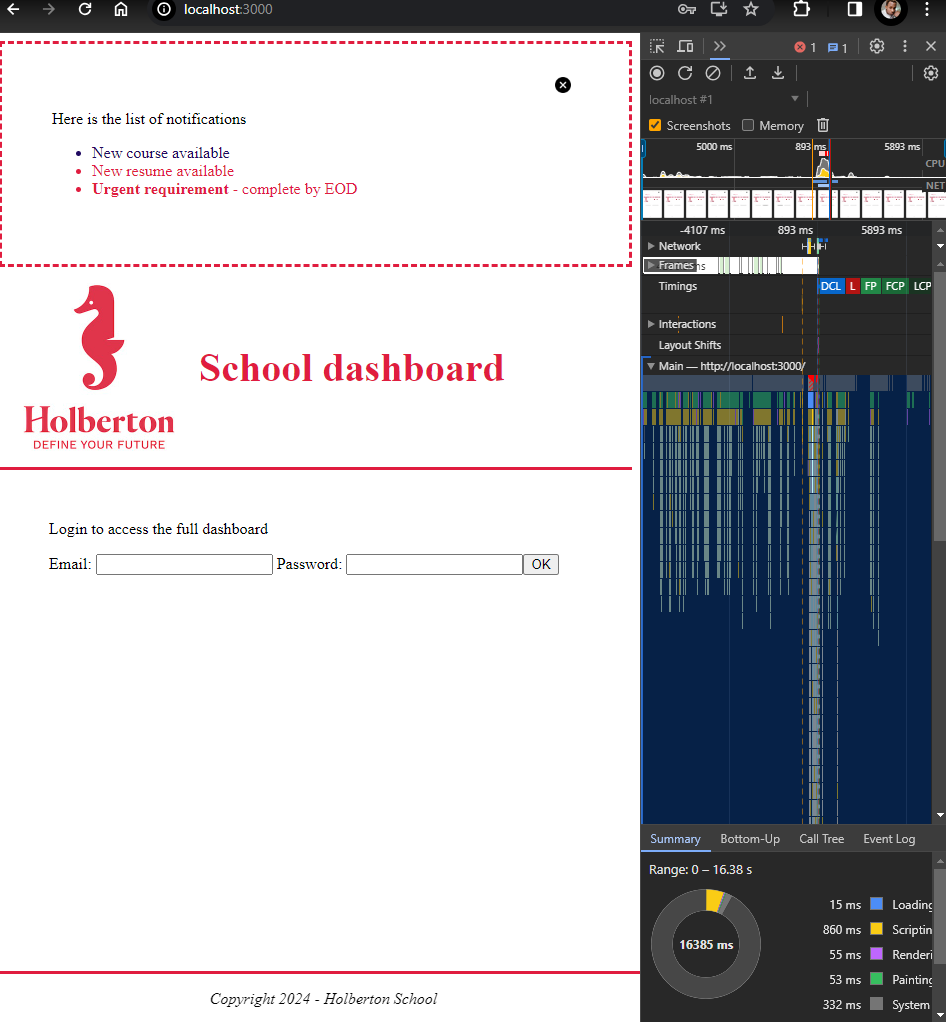 localhost:3000
1
1
localhost #1
Screenshots
Memory
5000 ms
893 ms
5893 ms
CPU
NET
-4107 ms
893 ms
5893 ms
Network
Frames
Timings
DCL
L
FP
FCP
LCP
Interactions
Layout Shifts
Main — http://localhost:3000/
Summary
Bottom-Up
Call Tree
Event Log
Range: 0 – 16.38 s
16385 ms
15 ms Loading
860 ms Scriptin
55 ms Renderi
53 ms Painting
332 ms System
Here is the list of notifications
New course available
New resume available
Urgent requirement - complete by EOD
School dashboard
Holberton
DEFINE YOUR FUTURE
Login to access the full dashboard
Email: Password: OK
Copyright 2024 - Holberton School